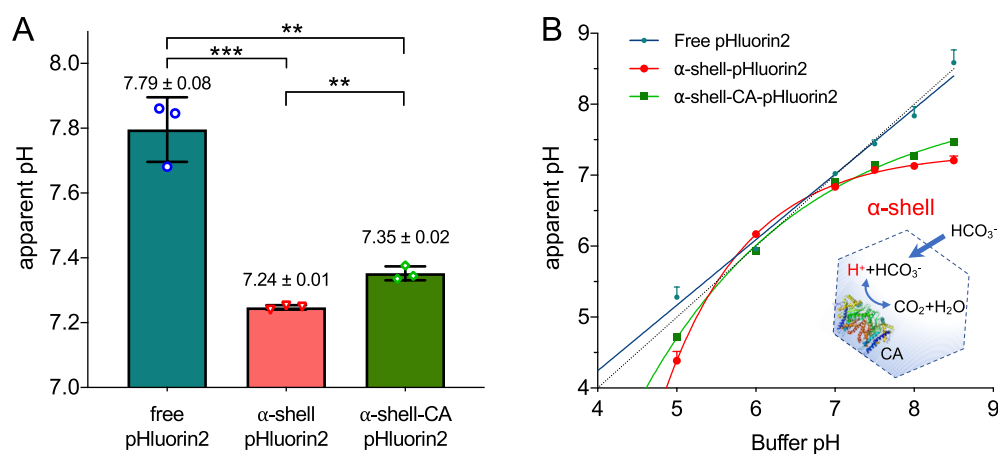 A
**
***
**
8.0
7.8
7.6
7.4
7.2
7.0
apparent pH
7.79 ± 0.08
7.24 ± 0.01
7.35 ± 0.02
free
pHluorin2
α-shell
pHluorin2
α-shell-CA
pHluorin2
B
9
8
7
6
5
4
apparent pH
Free pHluorin2
α-shell-pHluorin2
α-shell-CA-pHluorin2
α-shell
HCO₃⁻
H⁺+HCO₃⁻
CO₂+H₂O
CA
4 5 6 7 8 9
Buffer pH